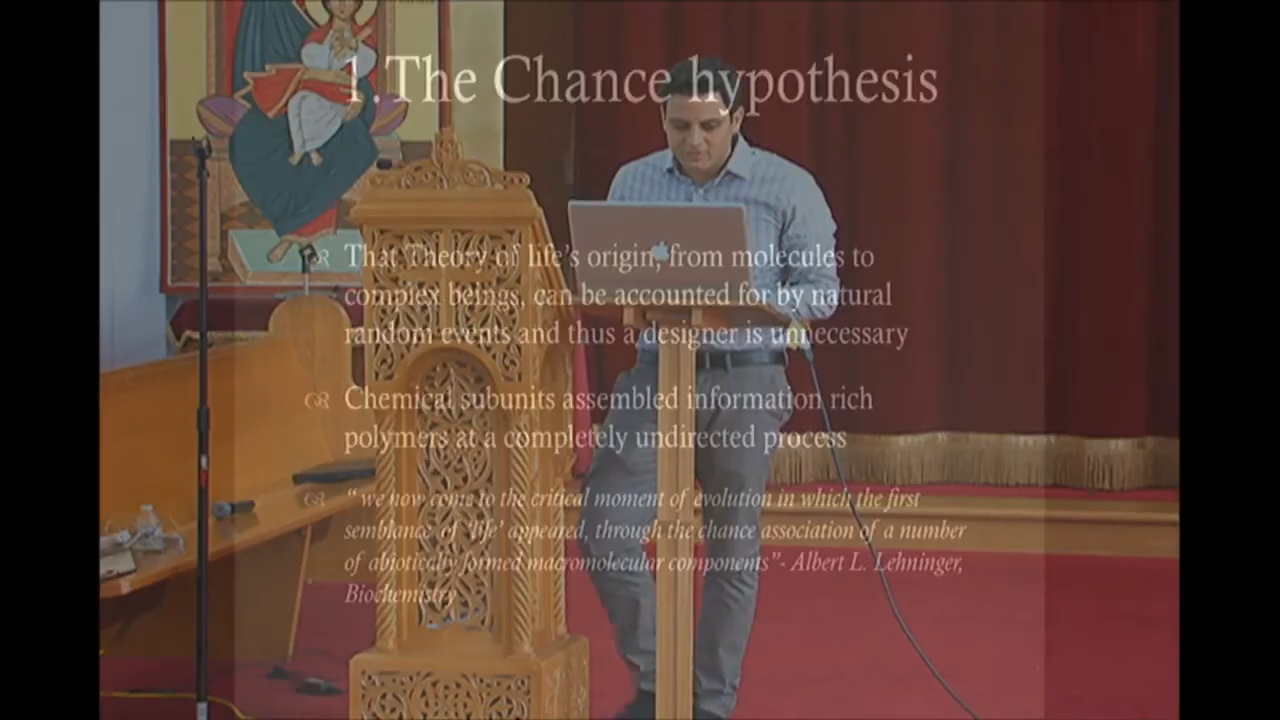 1. The Chance hypothesis
That Theory of life's origin, from molecules to
complex beings, can be accounted for by natural
random events and thus a designer is unnecessary
Chemical subunits assembled information rich
polymers at a completely undirected process
“ we now come to the critical moment of evolution in which the first
semblance of 'life' appeared, through the chance association of a number
of abiotically formed macromolecular components”- Albert L. Lehninger,
Biochemistry